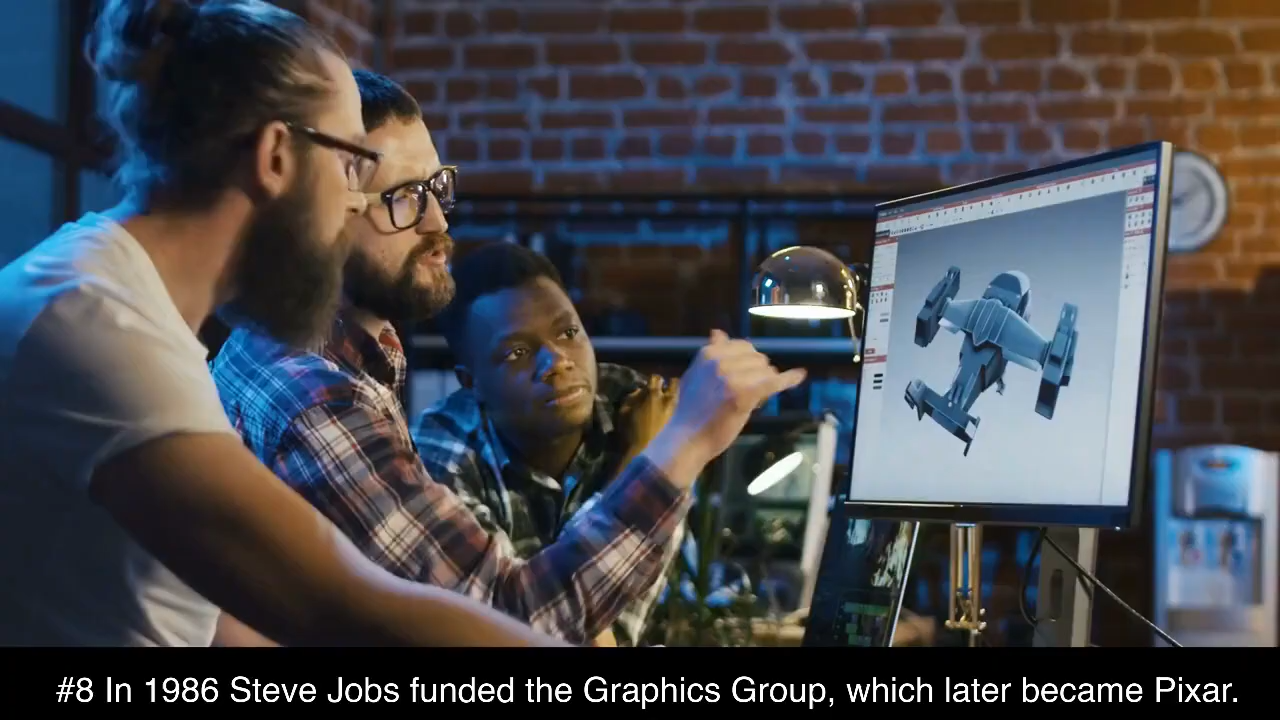 #8 In 1986 Steve Jobs funded the Graphics Group, which later became Pixar.